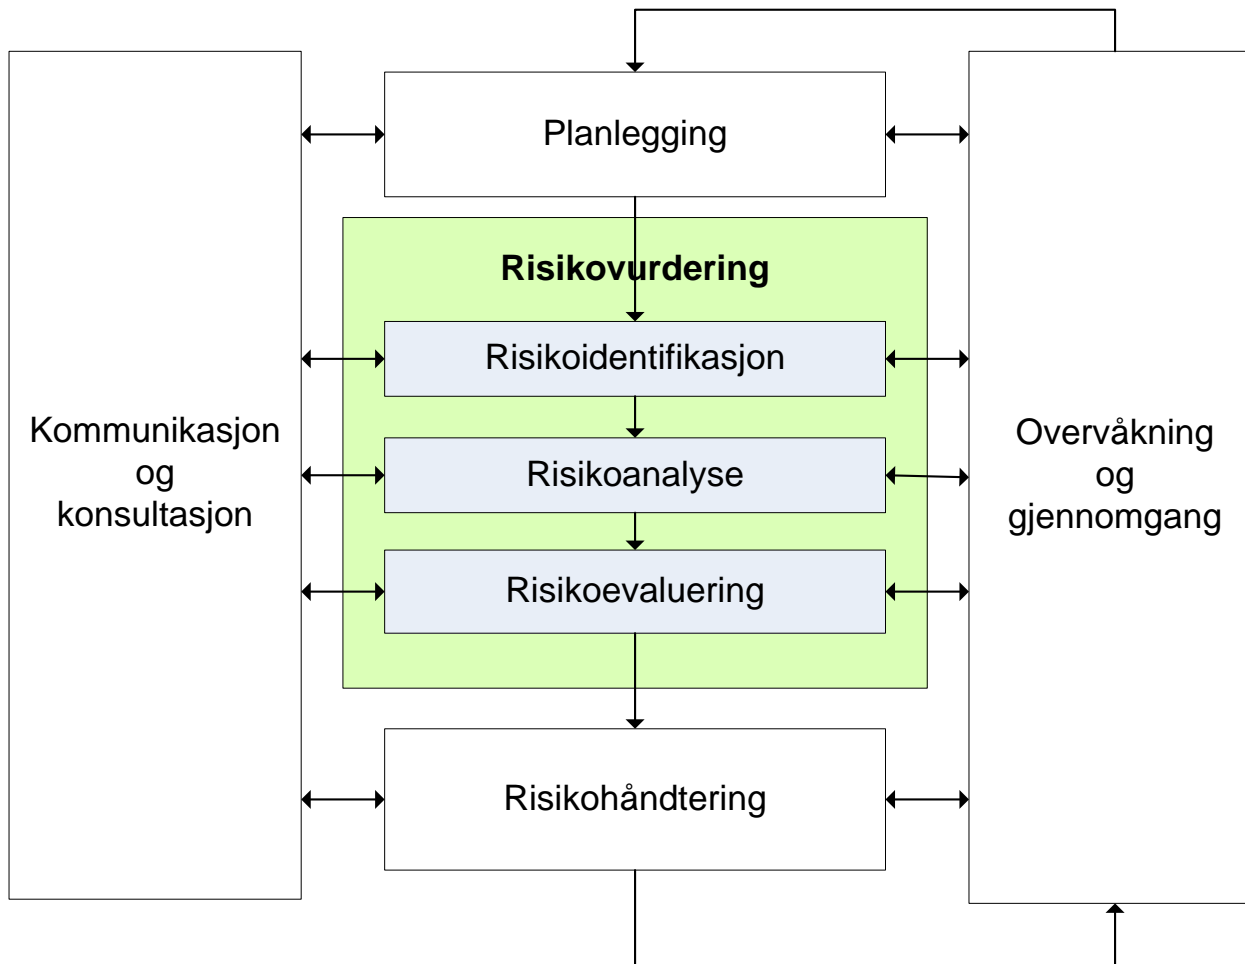 Planlegging
Risikovurdering
Risikoidentifikasjon
Risikoanalyse
Risikoevaluering
Risikohåndtering
Kommunikasjon
og
konsultasjon
Overvåkning
og
gjennomgang